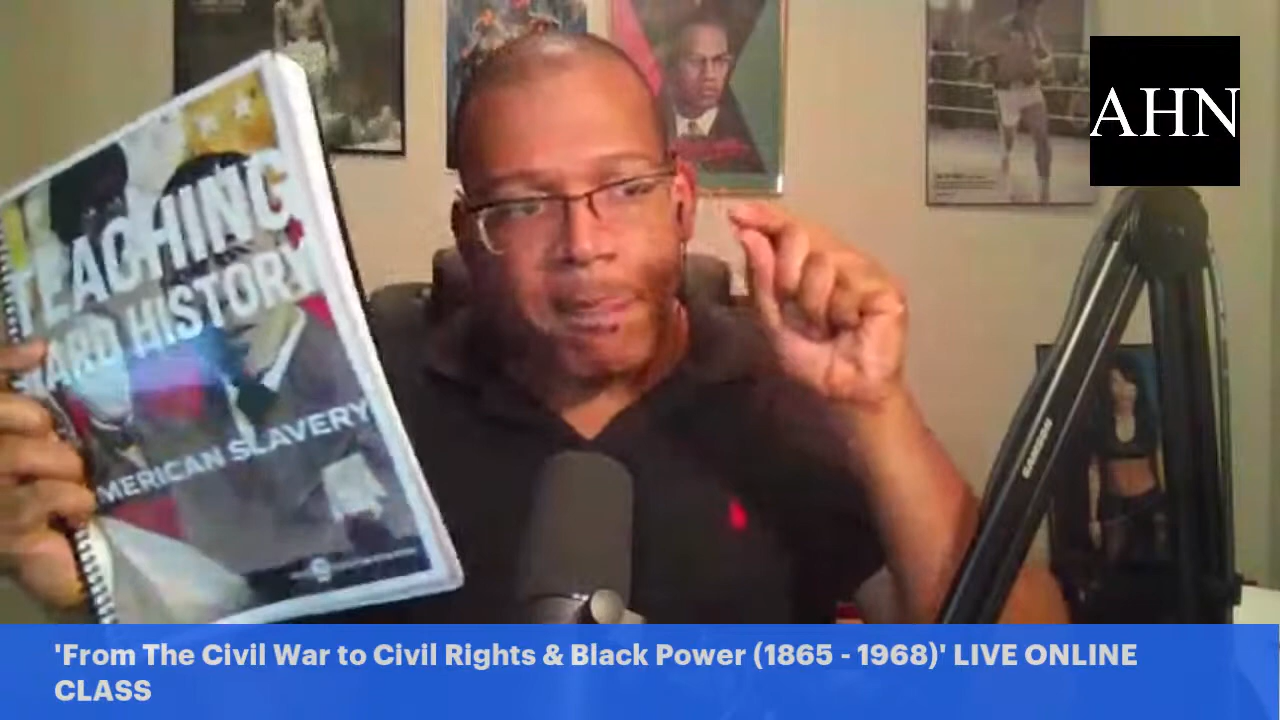 AHN
TEACHING
HARD HISTORY
AMERICAN SLAVERY
SAMSON
'From The Civil War to Civil Rights & Black Power (1865 - 1968)' LIVE ONLINE
CLASS